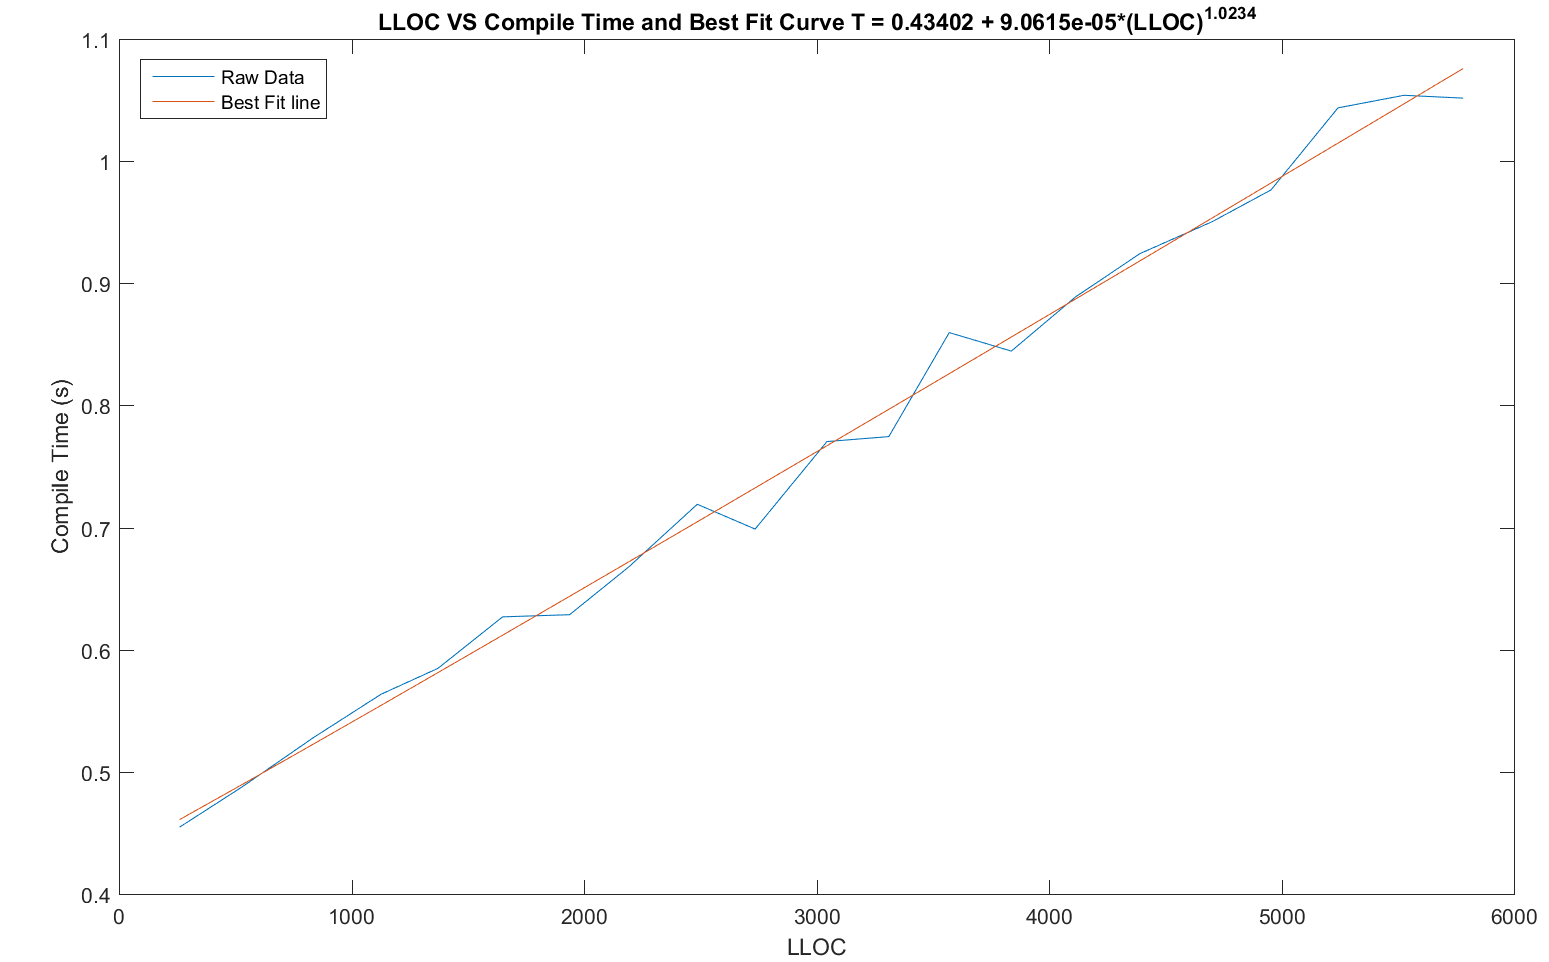 LLOC VS Compile Time and Best Fit Curve T = 0.43402 + 9.0615e-05*(LLOC)^1.0234
1.1
Raw Data
Best Fit line
1
0.9
0.8
Compile Time (s)
0.7
0.6
0.5
0.4
0 1000 2000 3000 4000 5000 6000
LLOC